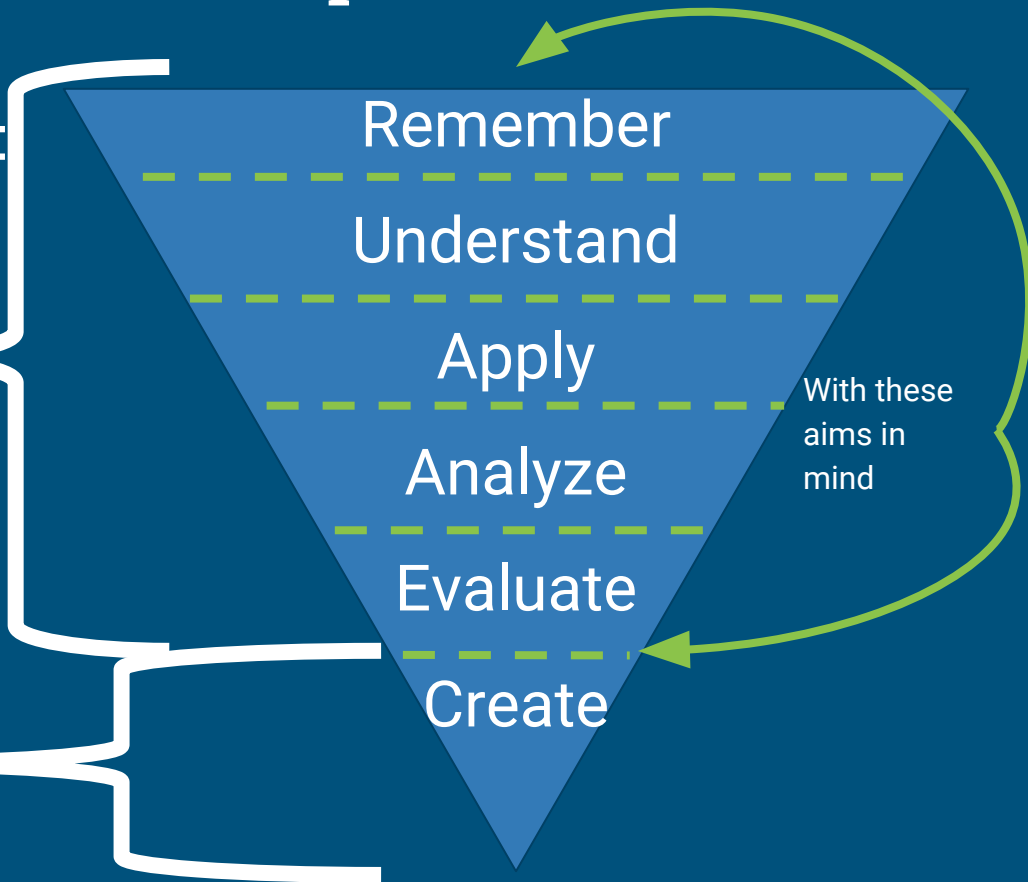 Remember
Understand
Apply
With these
aims in
mind
Analyze
Evaluate
Create